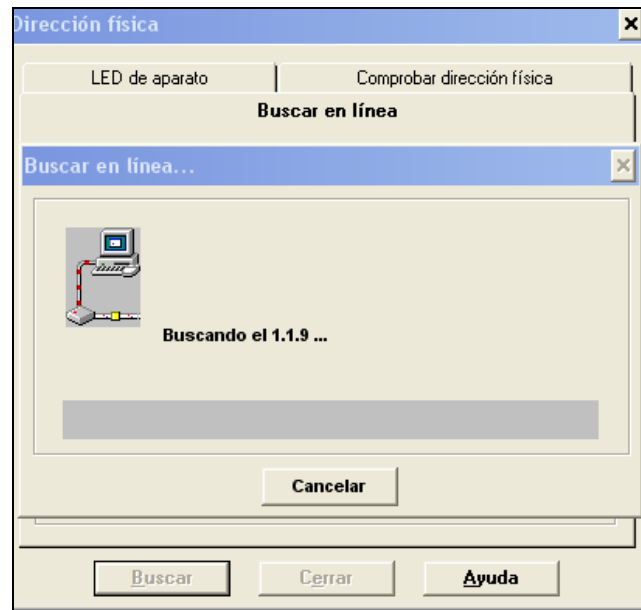 Dirección física
LED de aparato
Comprobar dirección física
Buscar en línea
Buscar en línea...
Buscando el 1.1.9 ...
Cancelar
Buscar
Cerrar
Ayuda